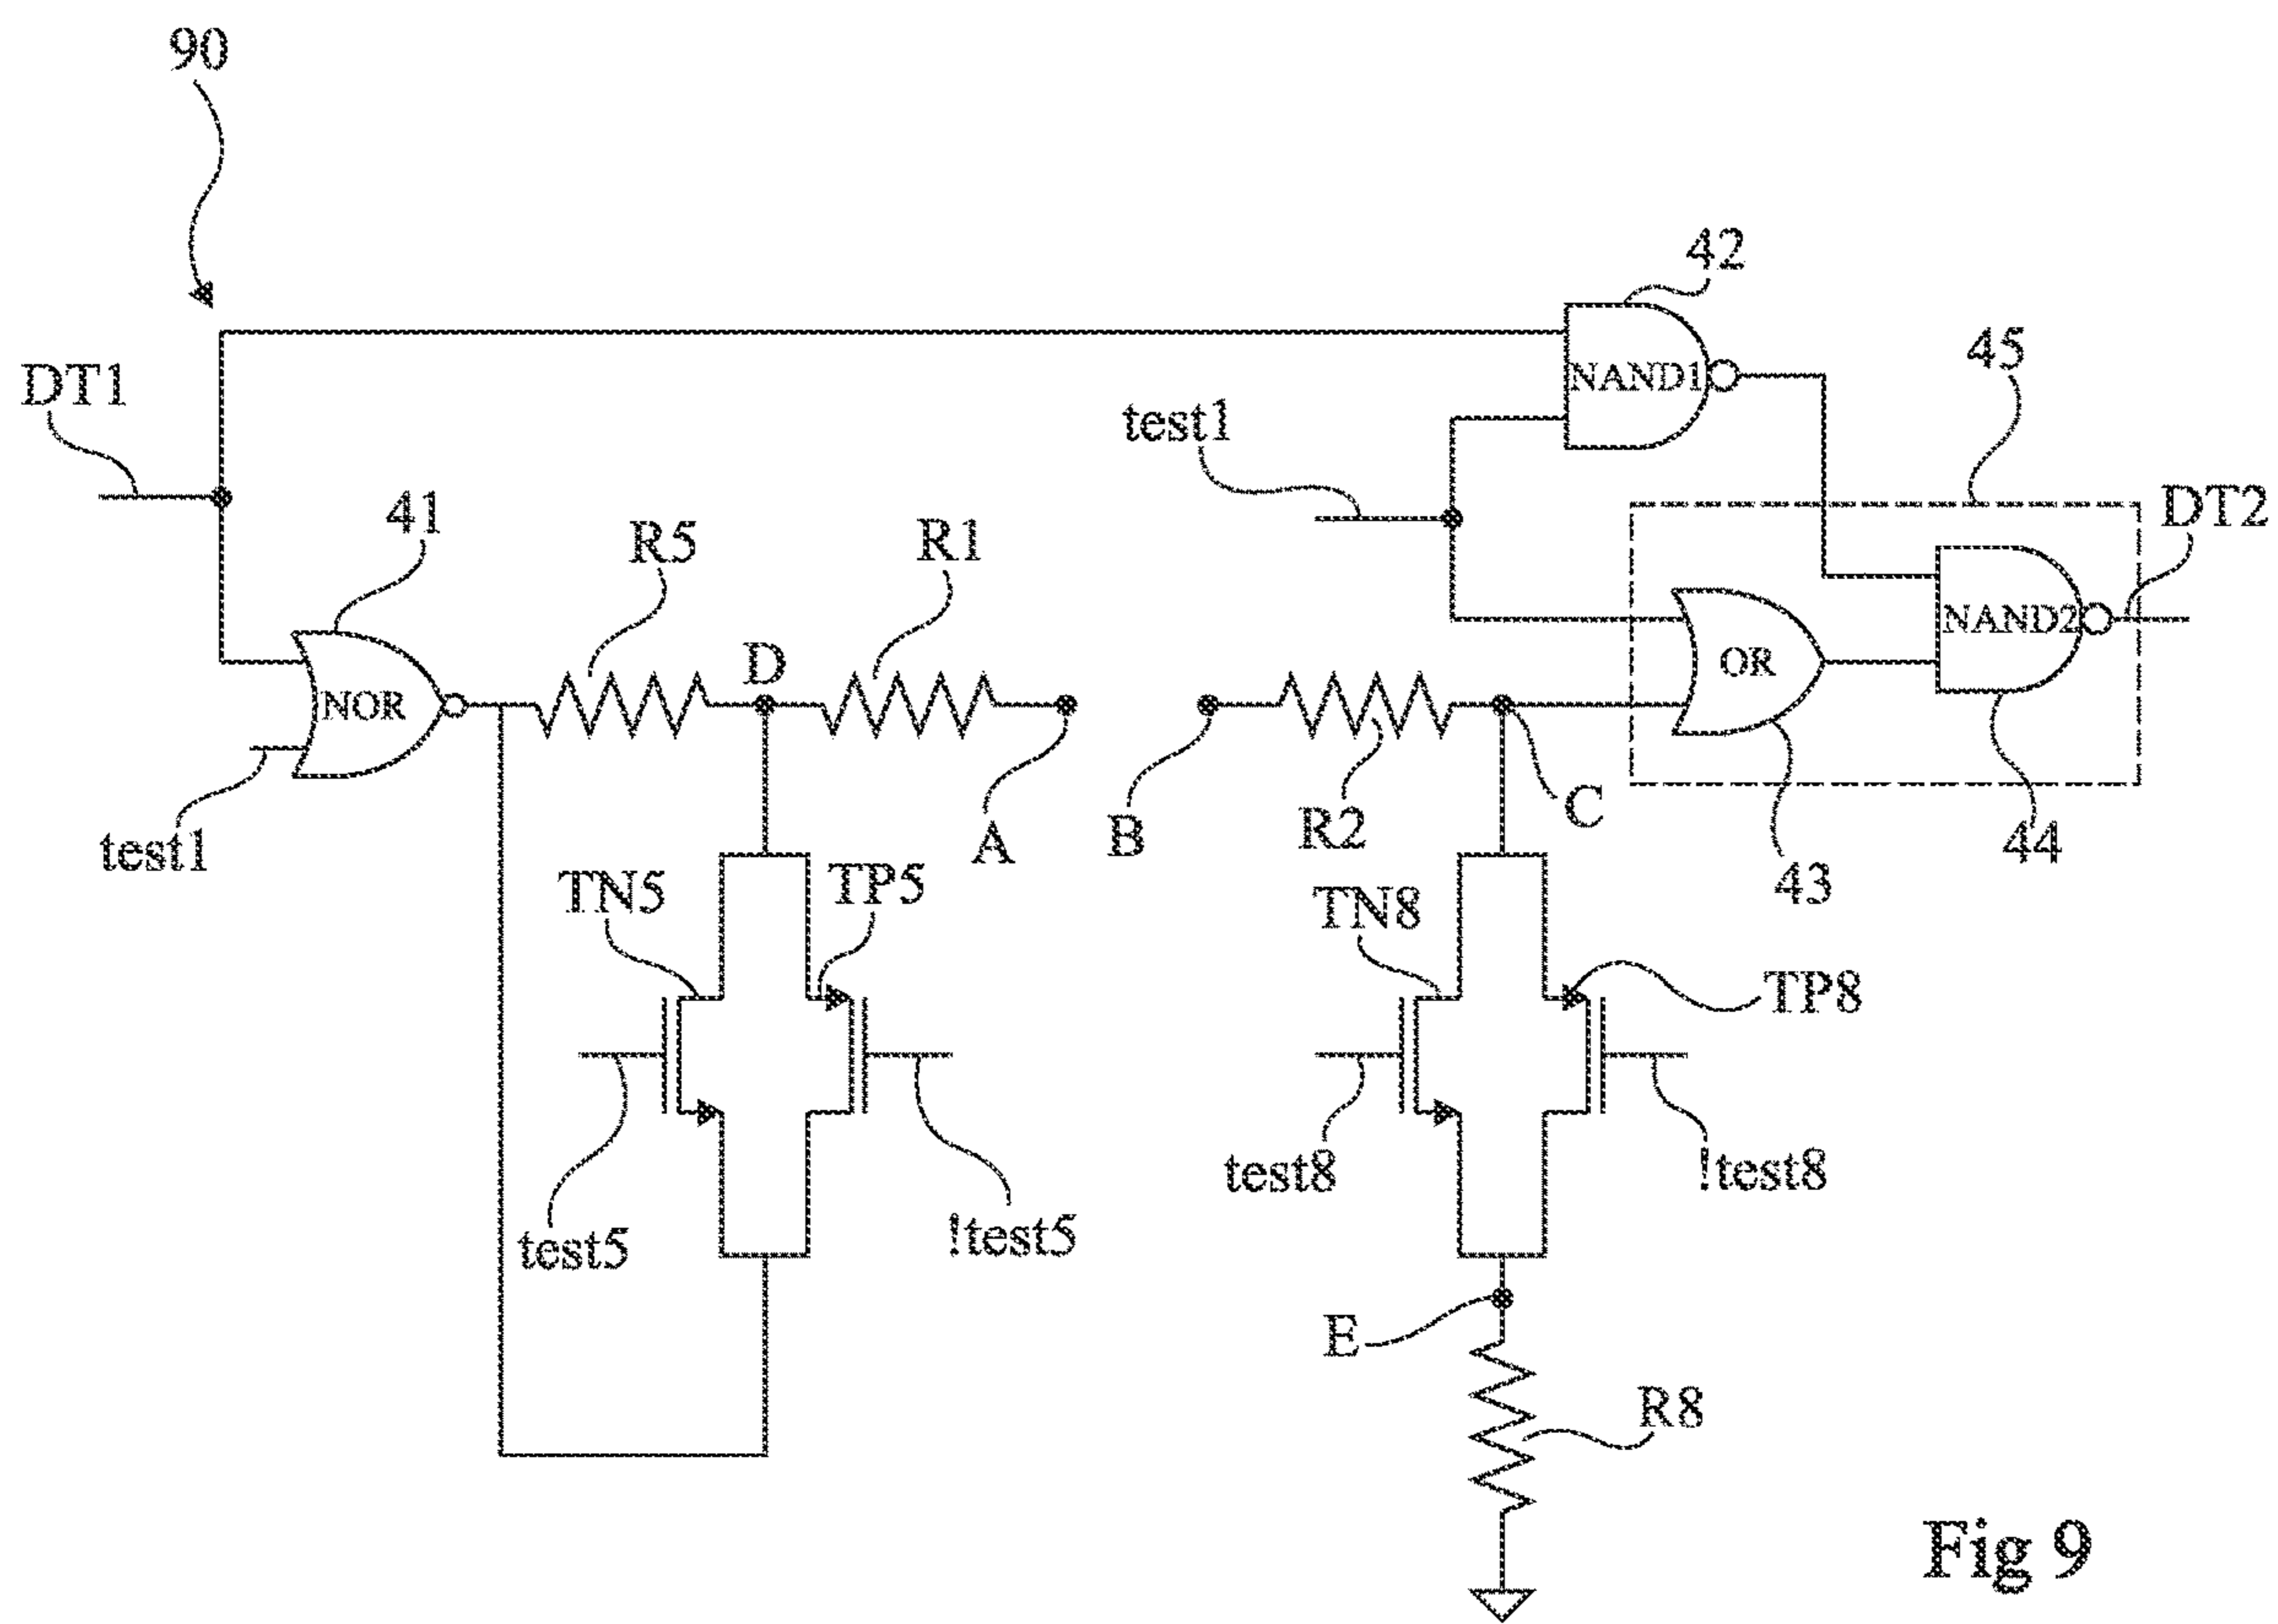 90
42
45
DT1
NAND1
test1
DT2
41
R5
R1
NAND2
D
OR
NOR
C
R2
A
B
44
test1
43
TN5
TP5
TN8
TP8
test8
!test8
test5
!test5
E
R8
Fig 9